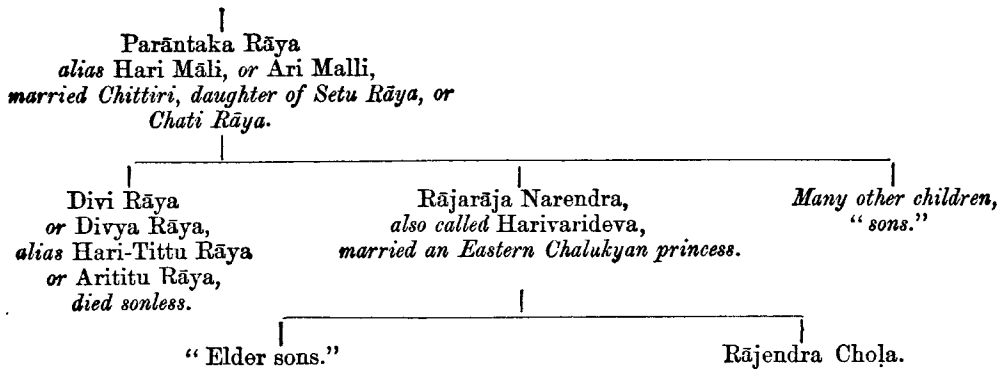 Parāntaka Rāya
alias Hari Māli, or Ari Malli,
married Chittiri, daughter of Setu Rāya, or
Chati Rāya.
Divi Rāya
or Divya Rāya,
alias Hari-Tittu Rāya
or Arititu Rāya,
died sonless.
Rājarāja Narendra,
also called Harivarideva,
married an Eastern Chalukyan princess.
Many other children,
“sons.”
“Elder sons.”
Rājendra Choḷa.